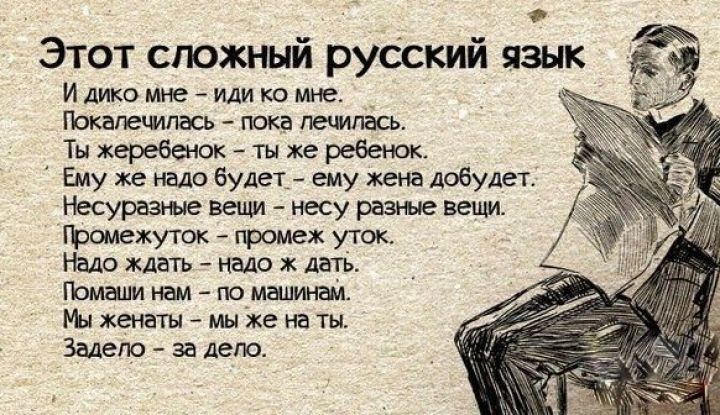 Этот сложный русский язык
И дико мне – иди ко мне.
Покалечилась – пока лечилась.
Ты жеребенок – ты же ребенок.
Ему же надо будет – ему жена добудет.
Несуразные вещи – несу разные вещи.
Промежуток – промеж уток.
Надо ждать – надо ж дать.
Помаши нам – по машинам.
Мы женаты – мы же на ты.
Задело – за дело.